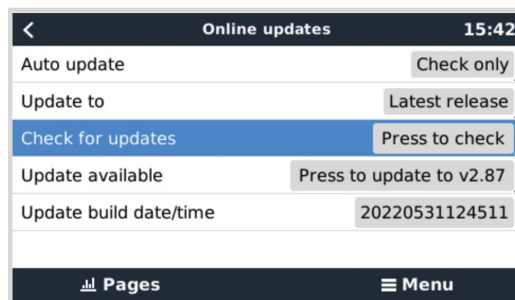 Online updates 15:42
Auto update Check only
Update to Latest release
Check for updates Press to check
Update available Press to update to v2.87
Update build date/time 20220531124511
Pages Menu